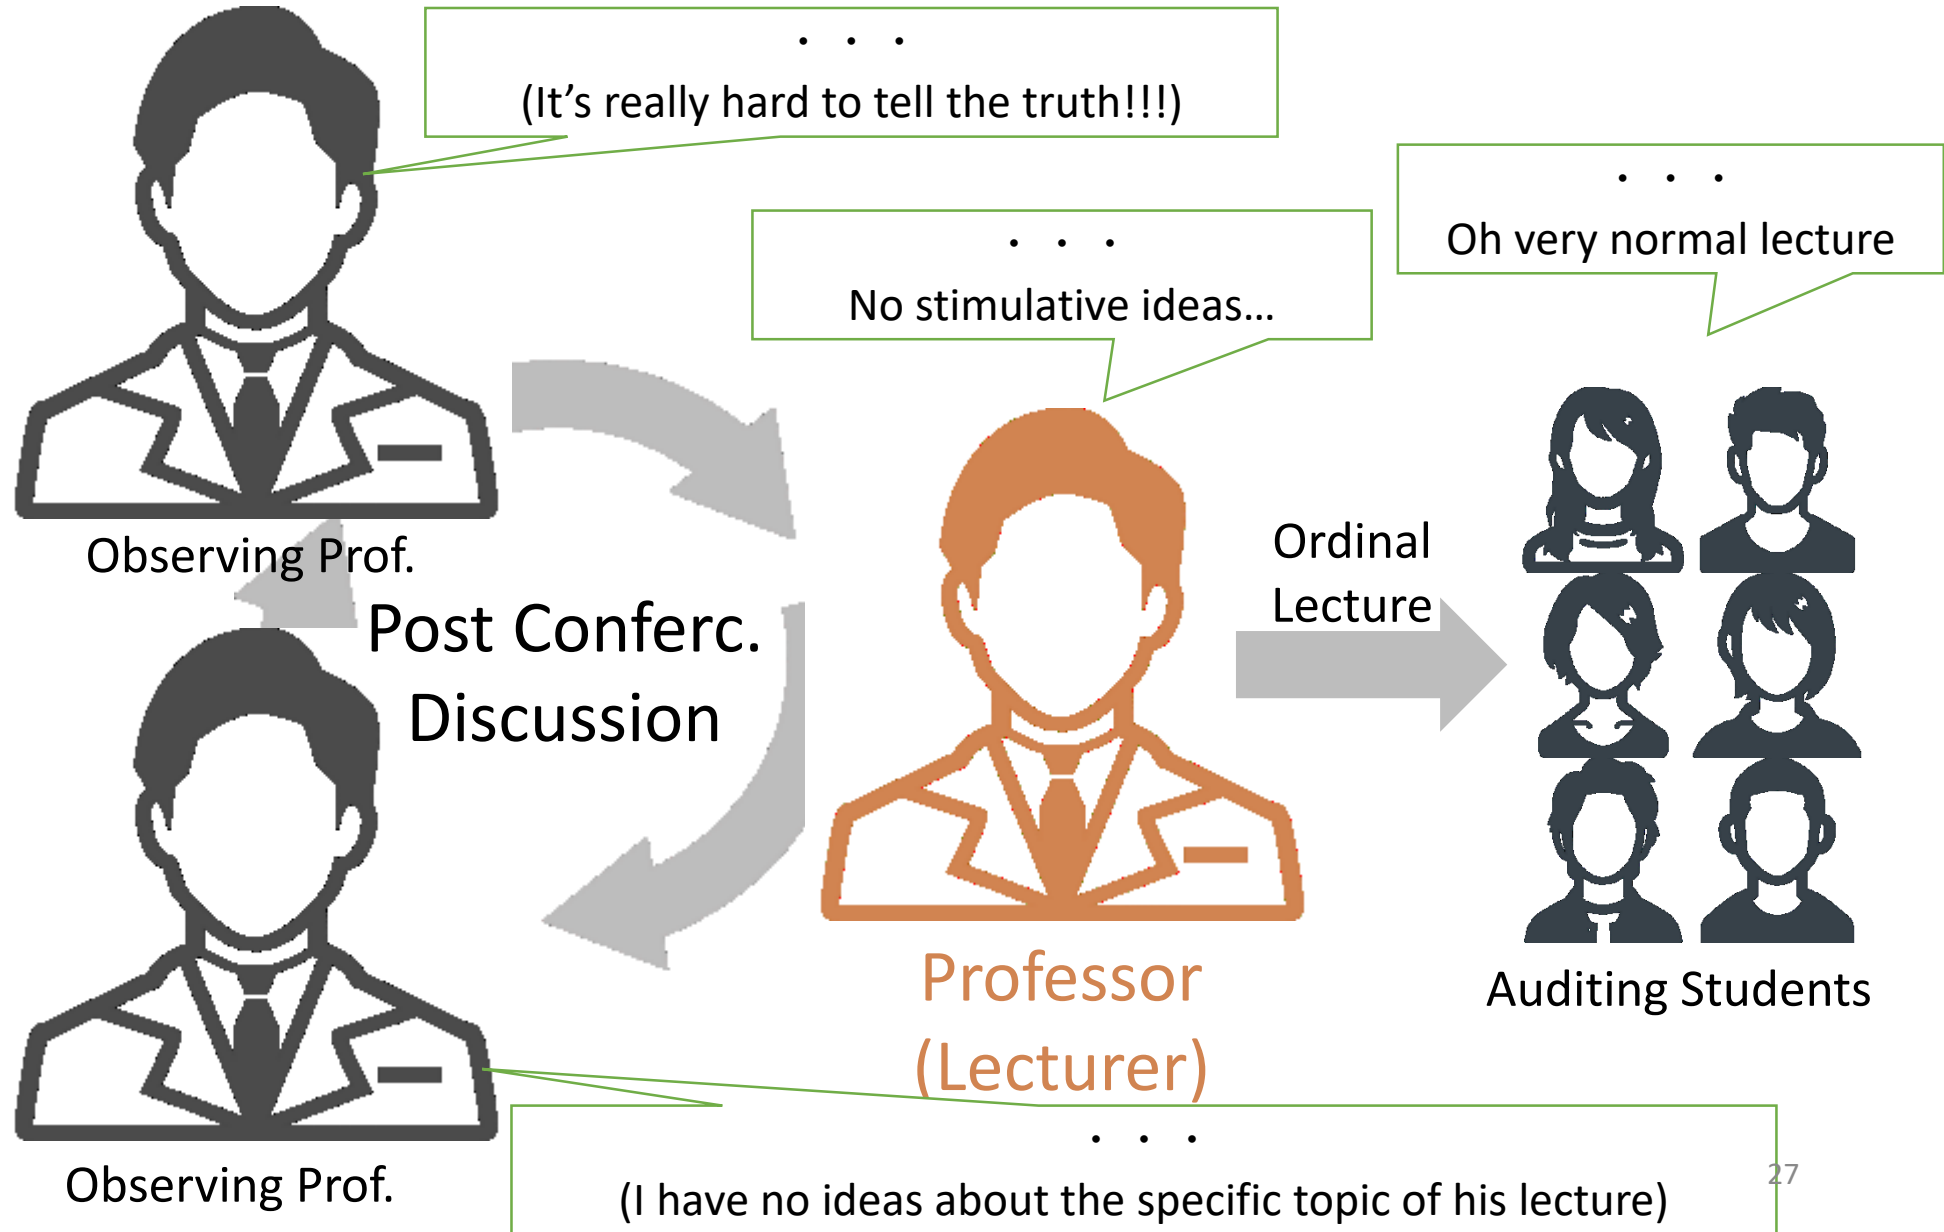 ・・・
(It’s really hard to tell the truth!!!)
・・・
Oh very normal lecture
・・・
No stimulative ideas…
Observing Prof.
Post Conferc.
Discussion
Ordinal
Lecture
Professor
(Lecturer)
Auditing Students
Observing Prof.
・・・
(I have no ideas about the specific topic of his lecture)
27